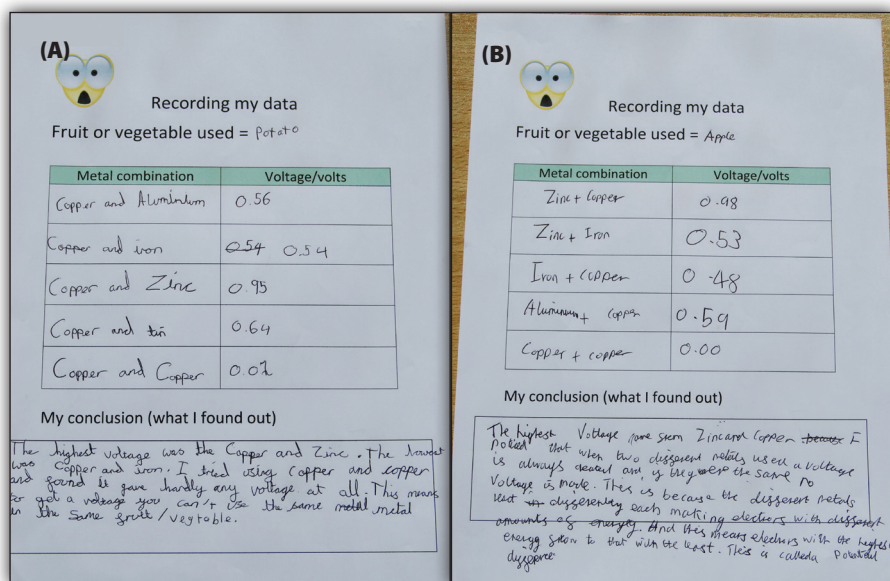 (A)
Recording my data
Fruit or vegetable used = Potato
Metal combination Voltage/volts
Copper and Aluminium 0.56
Copper and iron 0.54 0.54
Copper and Zinc 0.95
Copper and tin 0.64
Copper and Copper 0.01
My conclusion (what I found out)
The highest voltage was the Copper and Zinc. The lowest
was Copper and iron. I tried using Copper and copper
and found it gave hardly any voltage at all. This means
to get a voltage you can't use the same metal metal
in the same fruit/vegtable.
(B)
Recording my data
Fruit or vegetable used = Apple
Metal combination Voltage/volts
Zinc + Copper 0.98
Zinc + Iron 0.53
Iron + copper 0.48
Aluminum + copper 0.59
Copper + copper 0.00
My conclusion (what I found out)
The highest Voltage from Zinc and Copper I
that when two different metals used a voltage
is always and if they were the same no
Voltage is made. This is because the different metals
differently each making electrons with different
amounts of energy. And this means electrons with the highest
energy to that with the least. This is called a Potential
difference